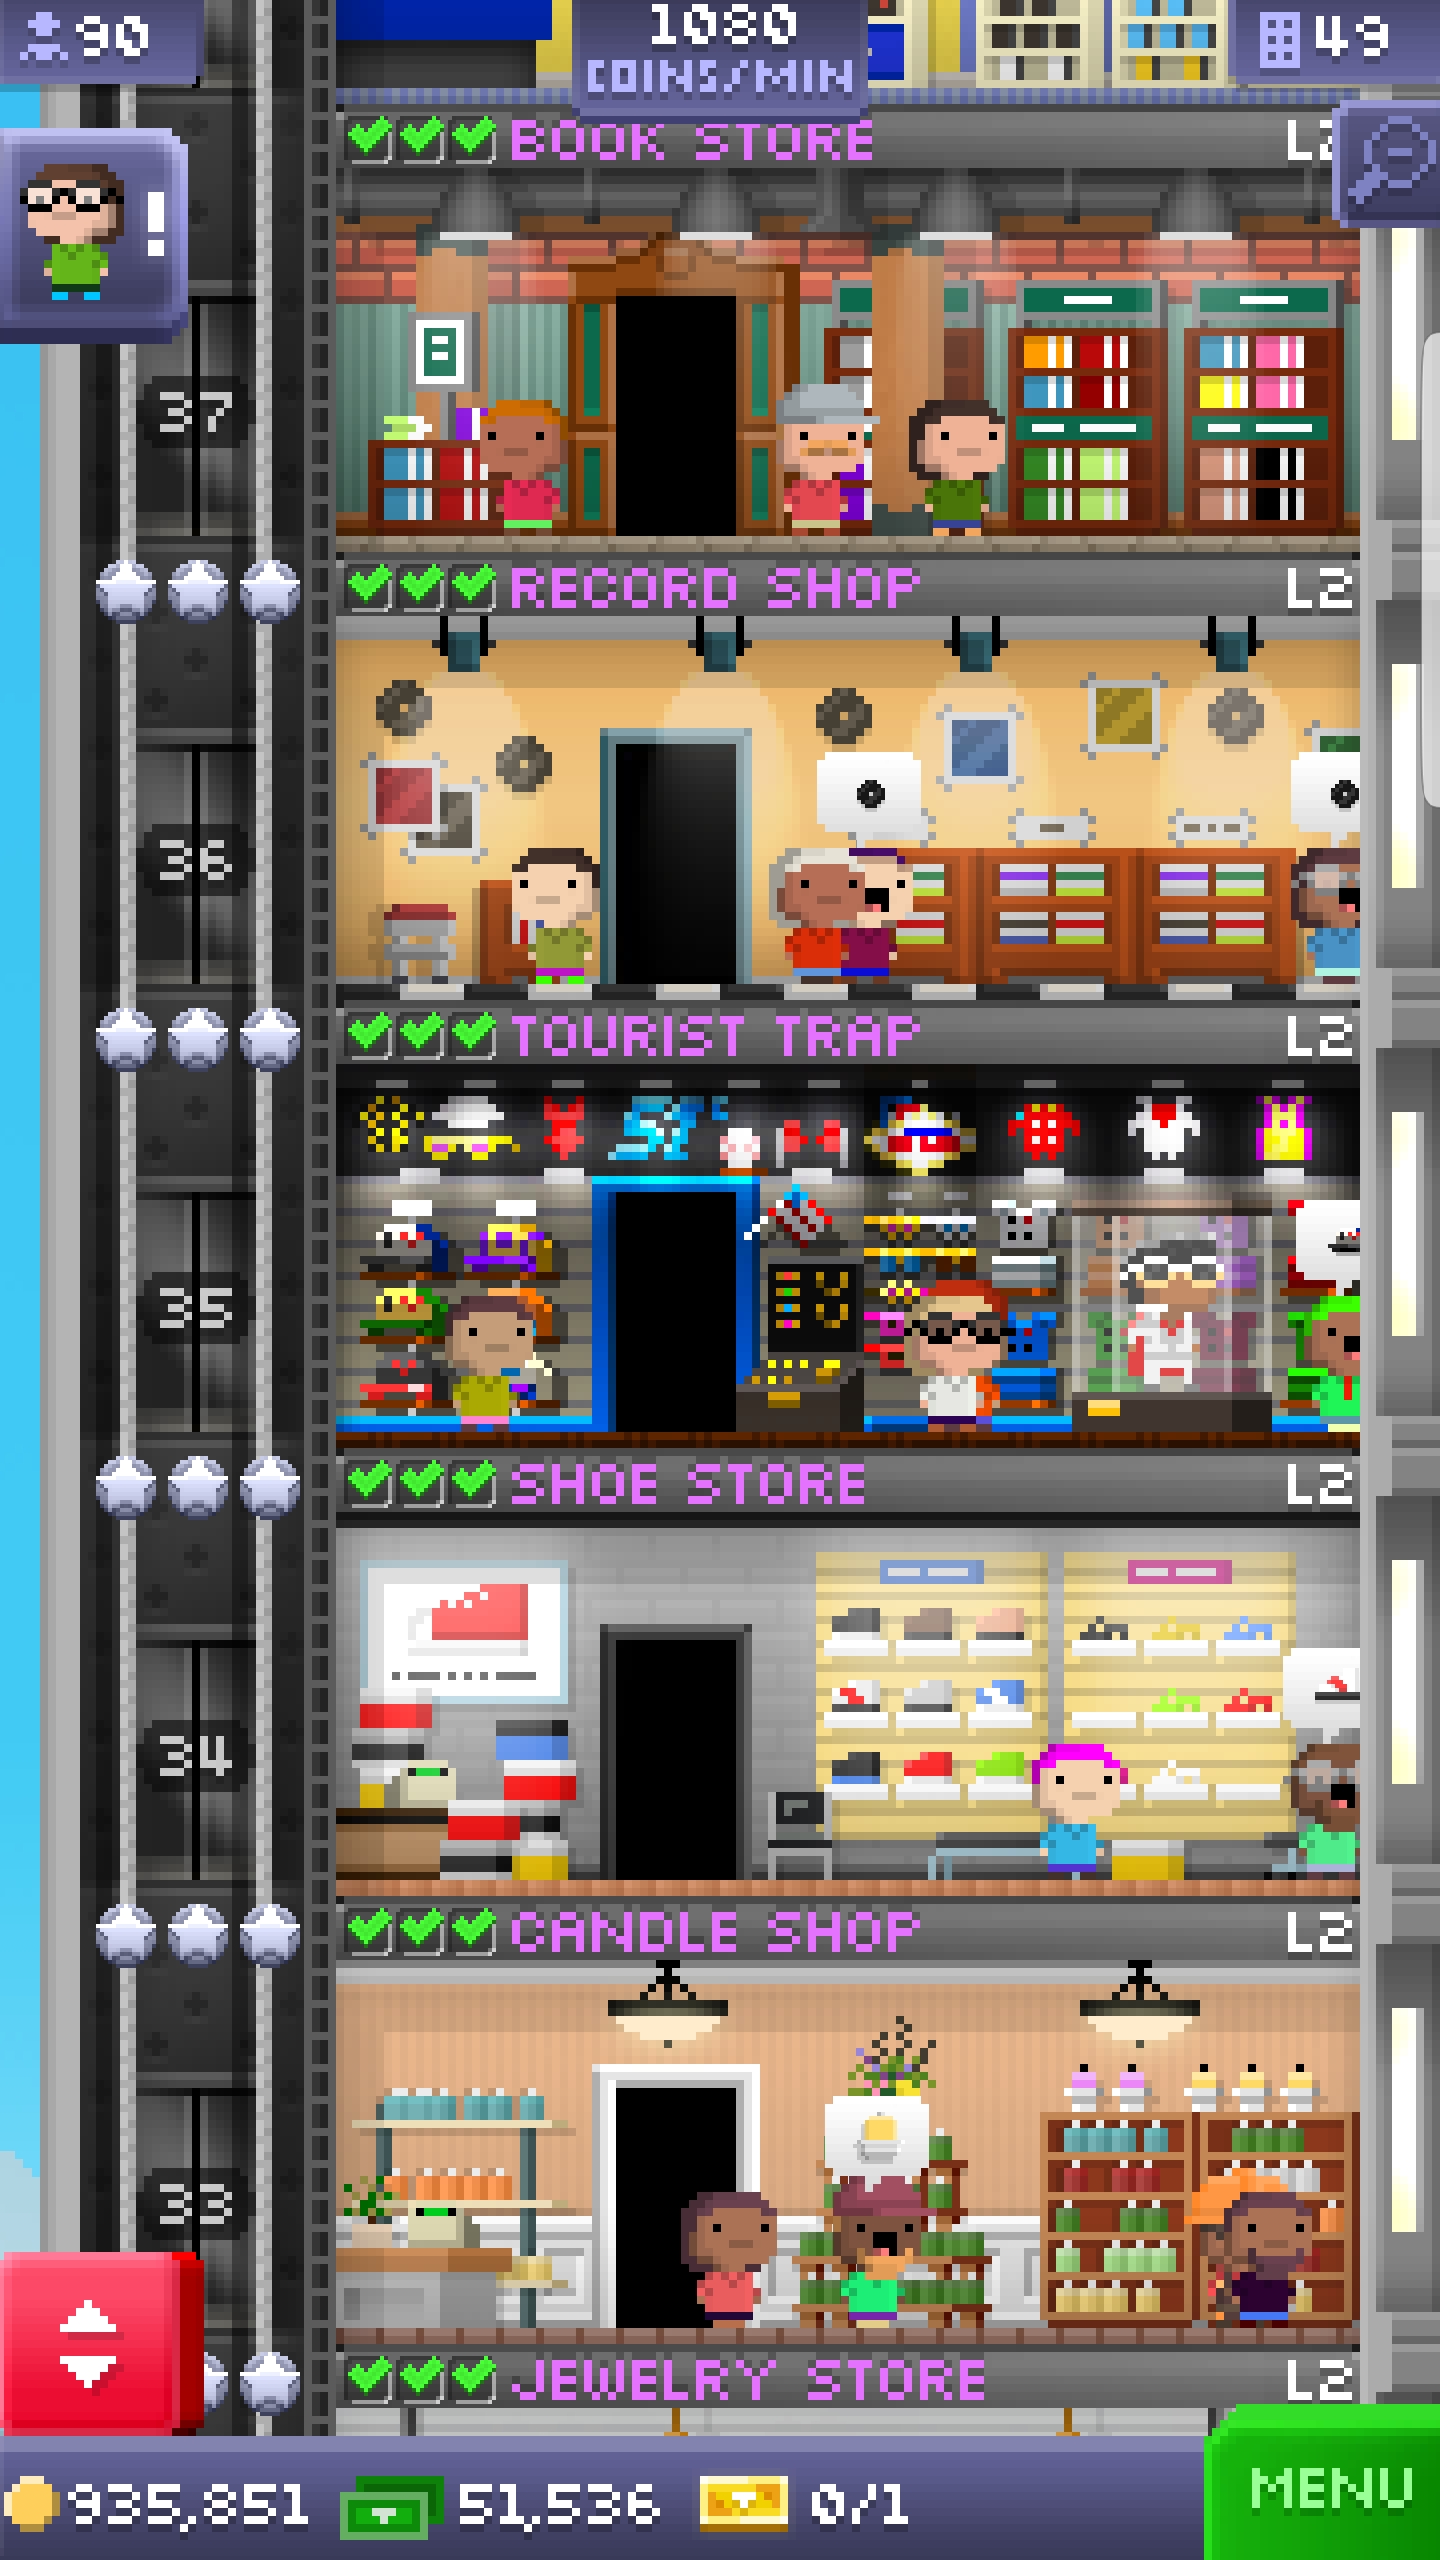 90
1080
COINS/MIN
49
BOOK STORE
37
RECORD SHOP L2
36
TOURIST TRAP L2
35
SHOE STORE L2
34
CANDLE SHOP L2
33
JEWELRY STORE L2
935,851 51,536 0/1 MENU